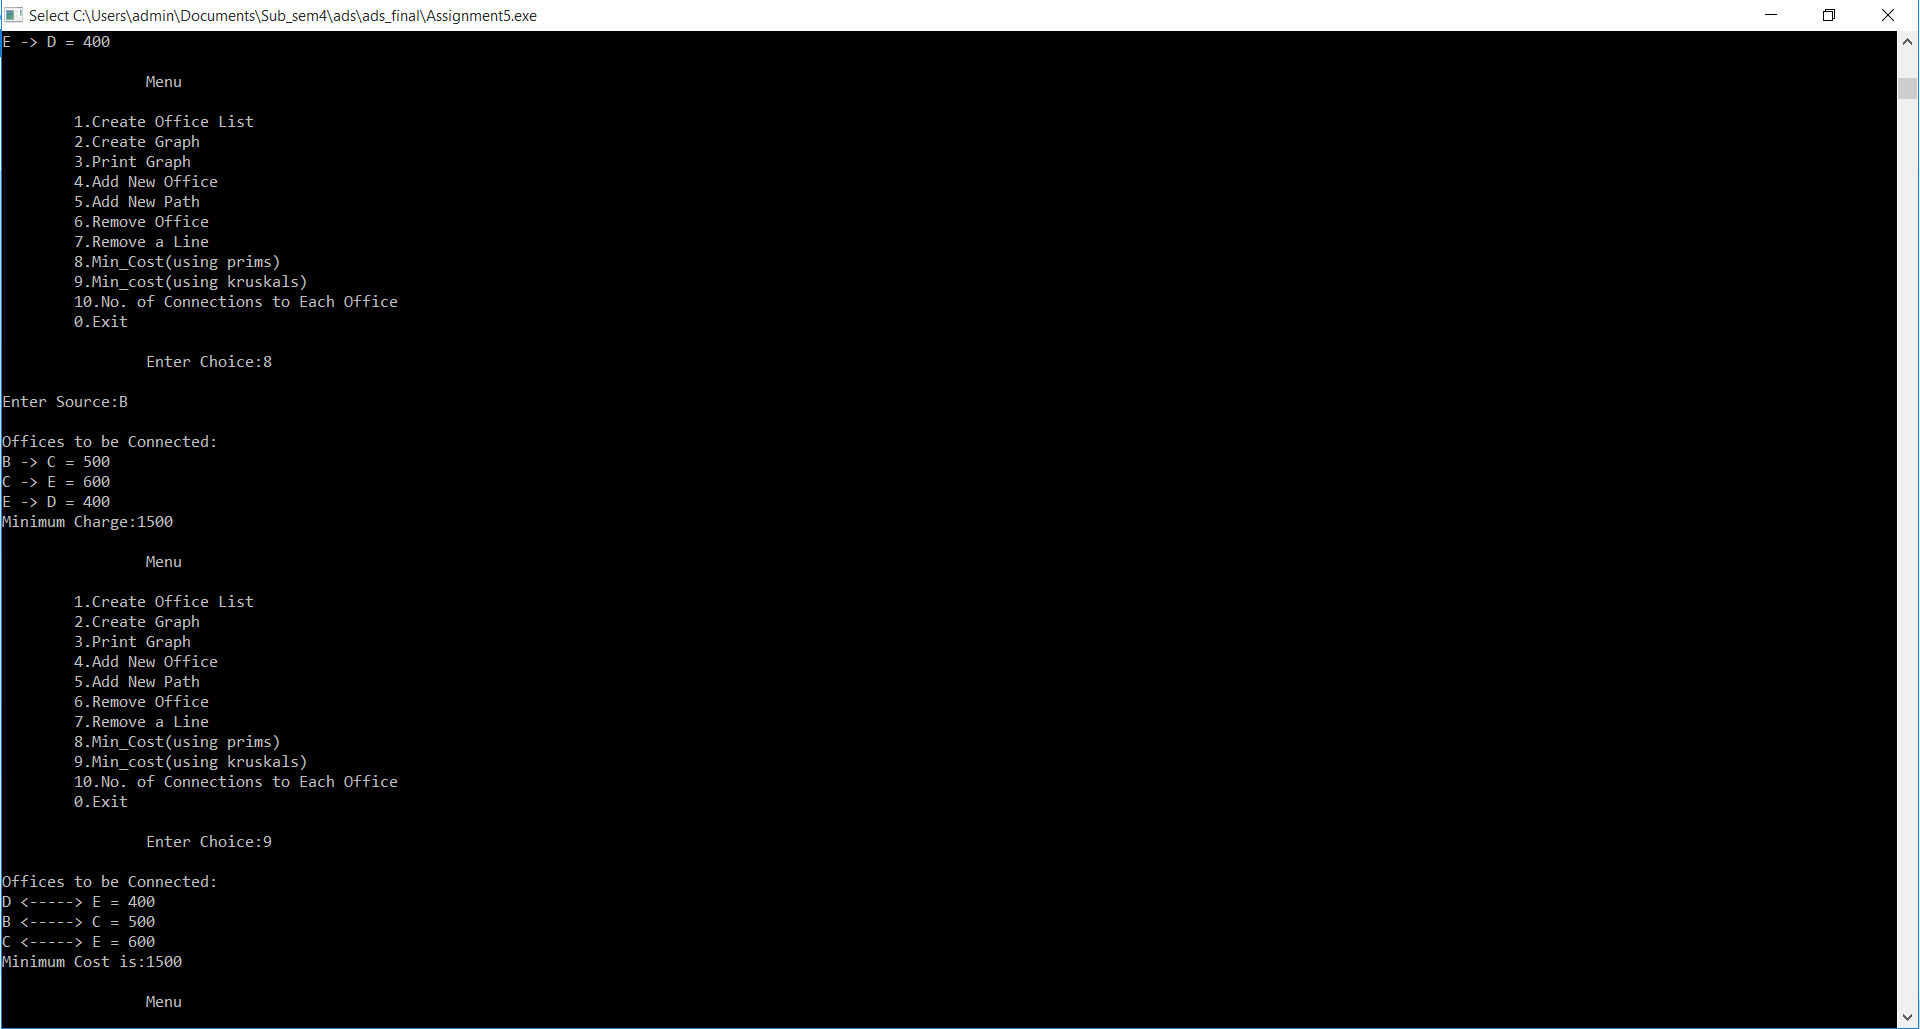 Select C:\Users\admin\Documents\Sub_sem4\ads\ads_final\Assignment5.exe
E -> D = 400
Menu
1.Create Office List
2.Create Graph
3.Print Graph
4.Add New Office
5.Add New Path
6.Remove Office
7.Remove a Line
8.Min_Cost(using prims)
9.Min_cost(using kruskals)
10.No. of Connections to Each Office
0.Exit
Enter Choice:8
Enter Source:B
Offices to be Connected:
B -> C = 500
C -> E = 600
E -> D = 400
Minimum Charge:1500
Menu
1.Create Office List
2.Create Graph
3.Print Graph
4.Add New Office
5.Add New Path
6.Remove Office
7.Remove a Line
8.Min_Cost(using prims)
9.Min_cost(using kruskals)
10.No. of Connections to Each Office
0.Exit
Enter Choice:9
Offices to be Connected:
D <-----> E = 400
B <-----> C = 500
C <-----> E = 600
Minimum Cost is:1500
Menu